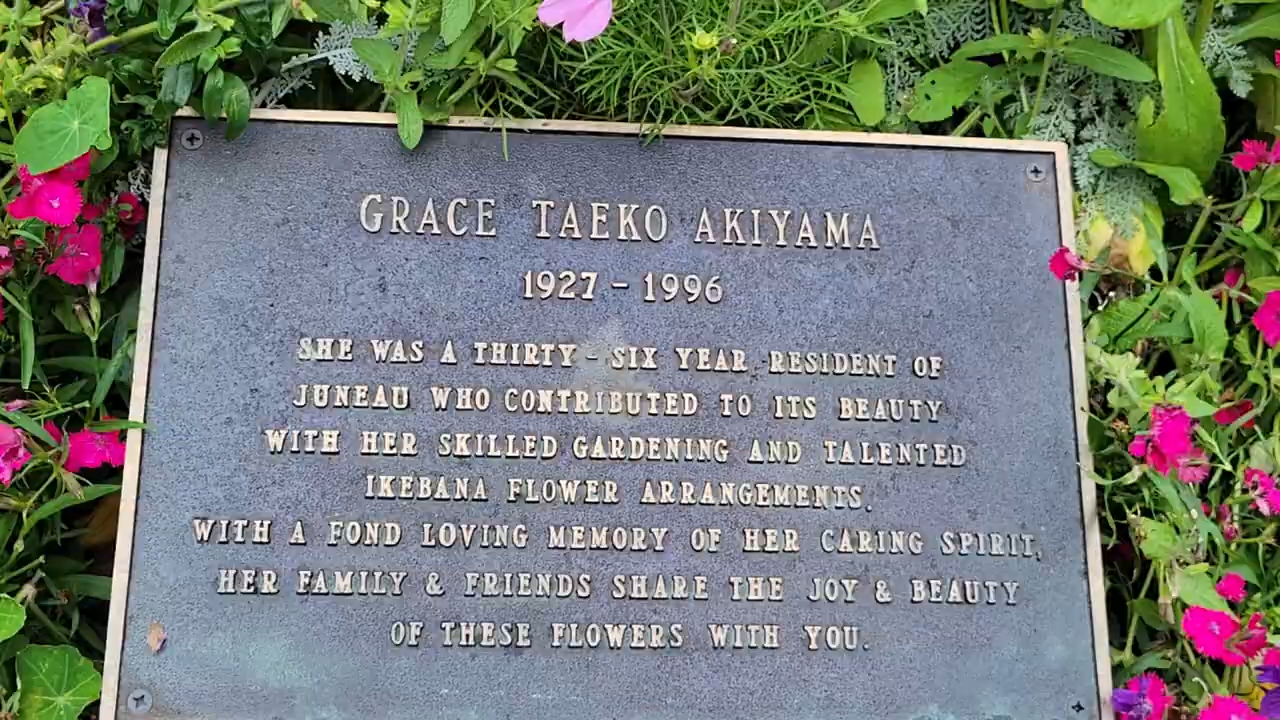 GRACE TAEKO AKIYAMA
1927 - 1996
SHE WAS A THIRTY - SIX YEAR RESIDENT OF
JUNEAU WHO CONTRIBUTED TO ITS BEAUTY
WITH HER SKILLED GARDENING AND TALENTED
IKEBANA FLOWER ARRANGEMENTS.
WITH A FOND LOVING MEMORY OF HER CARING SPIRIT,
HER FAMILY & FRIENDS SHARE THE JOY & BEAUTY
OF THESE FLOWERS WITH YOU.